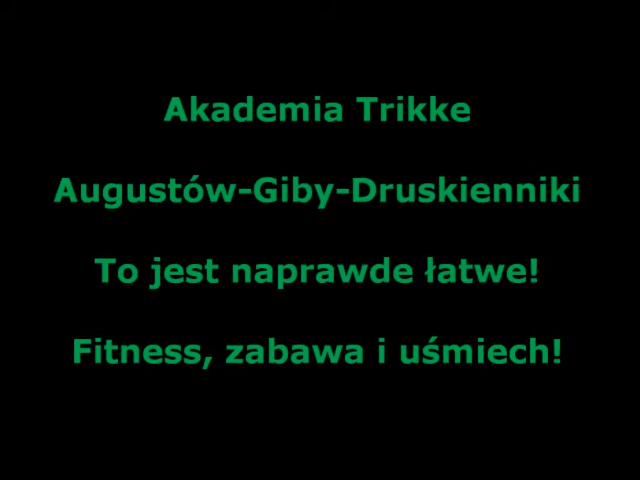 Akademia Trikke
Augustów-Giby-Druskienniki
To jest naprawde łatwe!
Fitness, zabawa i uśmiech!